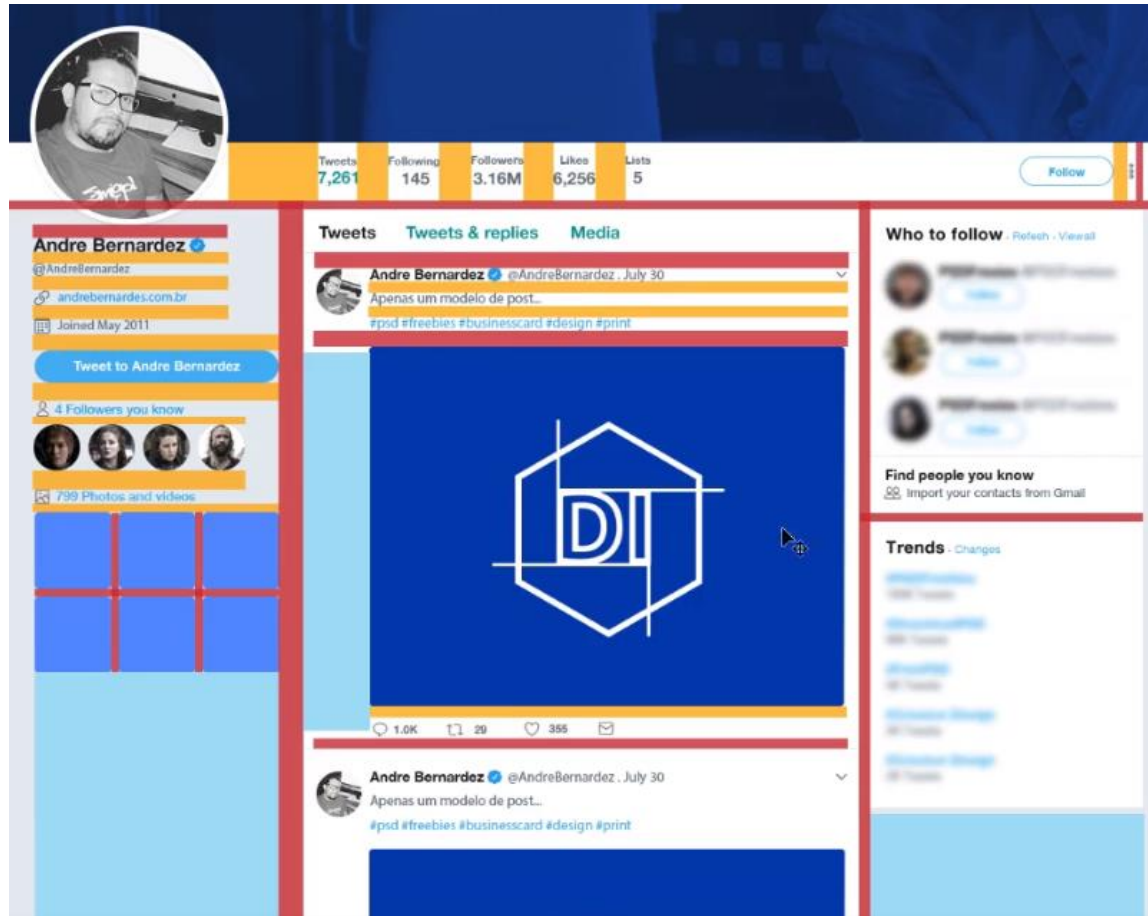 Tweets Following Followers Likes Lists
7,261 145 3.16M 6,256 5
Follow
Andre Bernardez
@AndreBernardez
andrebernardes.com.br
Joined May 2011
Tweet to Andre Bernardez
4 Followers you know
799 Photos and videos
Tweets Tweets & replies Media
Andre Bernardez @AndreBernardez . July 30
Apenas um modelo de post...
#psd #freebies #businesscard #design #print
DI
1.0K 29 355
Andre Bernardez @AndreBernardez . July 30
Apenas um modelo de post...
#psd #freebies #businesscard #design #print
Who to follow . Refesh . Viewall
Find people you know
Import your contacts from Gmail
Trends . Changes